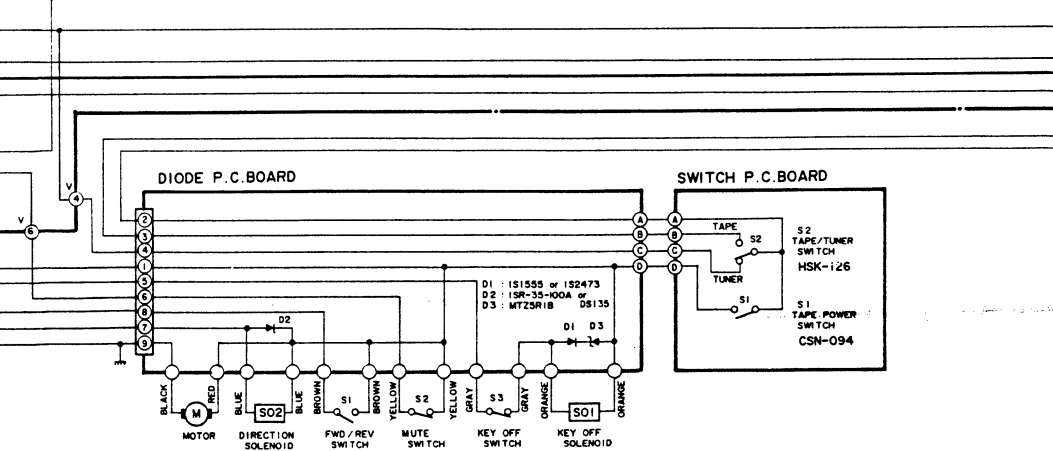 DIODE P.C.BOARD
SWITCH P.C.BOARD
V
4
V
6
2
3
4
1
5
6
8
7
9
A
B
C
D
A
B
C
D
TAPE
S2
TUNER
S1
S2
TAPE/TUNER
SWITCH
HSK-126
S1
TAPE POWER
SWITCH
CSN-094
D1 : 1S1555 or 1S2473
D2 : 1SR-35-100A or
DS135
D3 : MTZ5R1B
D2
D1 D3
BLACK
RED
BLUE
BLUE
BROWN
BROWN
YELLOW
YELLOW
GRAY
GRAY
ORANGE
ORANGE
M
SO2
S1
S2
S3
SO1
MOTOR
DIRECTION
SOLENOID
FWD/REV
SWITCH
MUTE
SWITCH
KEY OFF
SWITCH
KEY OFF
SOLENOID